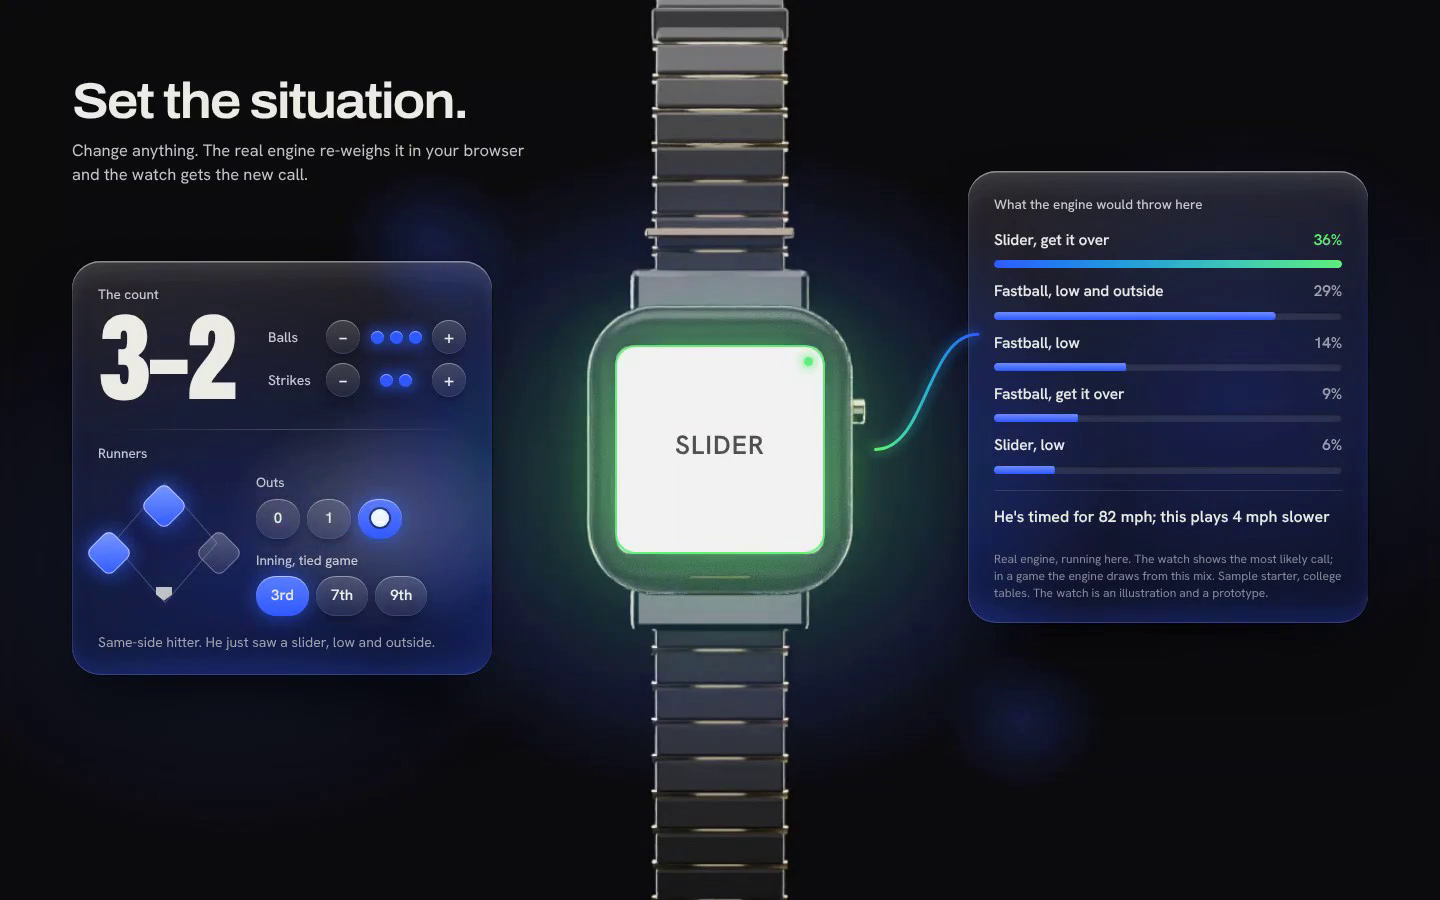 Set the situation.
Change anything. The real engine re-weighs it in your browser
and the watch gets the new call.
The count
3–2
Balls
–
+
Strikes
–
+
Runners
Outs
0
1
Inning, tied game
3rd
7th
9th
Same-side hitter. He just saw a slider, low and outside.
SLIDER
What the engine would throw here
Slider, get it over 36%
Fastball, low and outside 29%
Fastball, low 14%
Fastball, get it over 9%
Slider, low 6%
He's timed for 82 mph; this plays 4 mph slower
Real engine, running here. The watch shows the most likely call;
in a game the engine draws from this mix. Sample starter, college
tables. The watch is an illustration and a prototype.